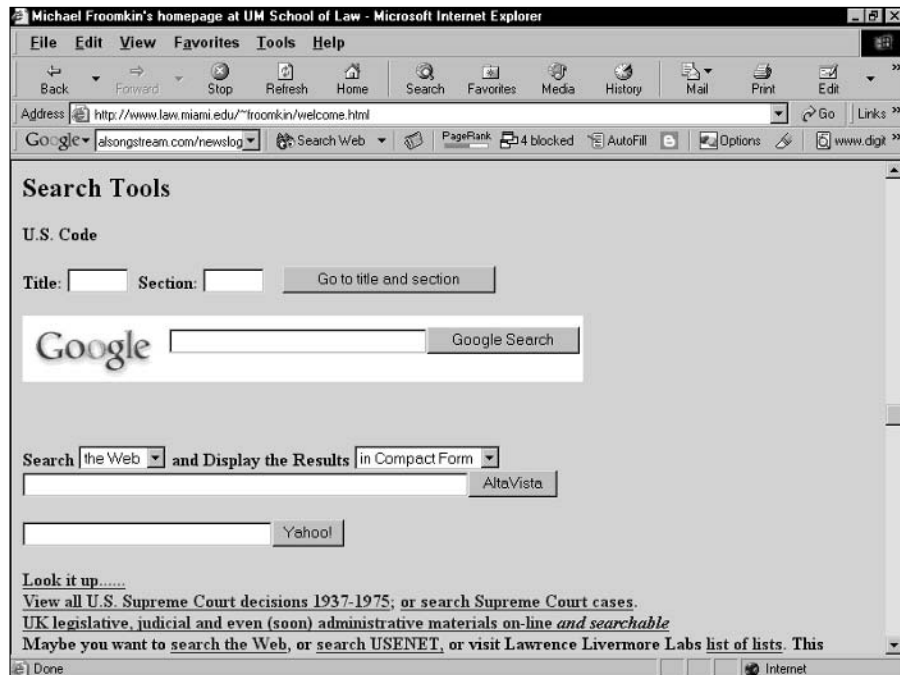 Michael Froomkin's homepage at UM School of Law - Microsoft Internet Explorer
File Edit View Favorites Tools Help
Back Forward Stop Refresh Home Search Favorites Media History Mail Print Edit
Address http://www.law.miami.edu/~froomkin/welcome.html Go Links
Google alsongstream.com/newslog Search Web PageRank 4 blocked AutoFill Options www.digit
Search Tools
U.S. Code
Title: Section: Go to title and section
Google Google Search
Search the Web and Display the Results in Compact Form
AltaVista
Yahoo!
Look it up......
View all U.S. Supreme Court decisions 1937-1975; or search Supreme Court cases.
UK legislative, judicial and even (soon) administrative materials on-line and searchable
Maybe you want to search the Web, or search USENET, or visit Lawrence Livermore Labs list of lists. This
Done Internet